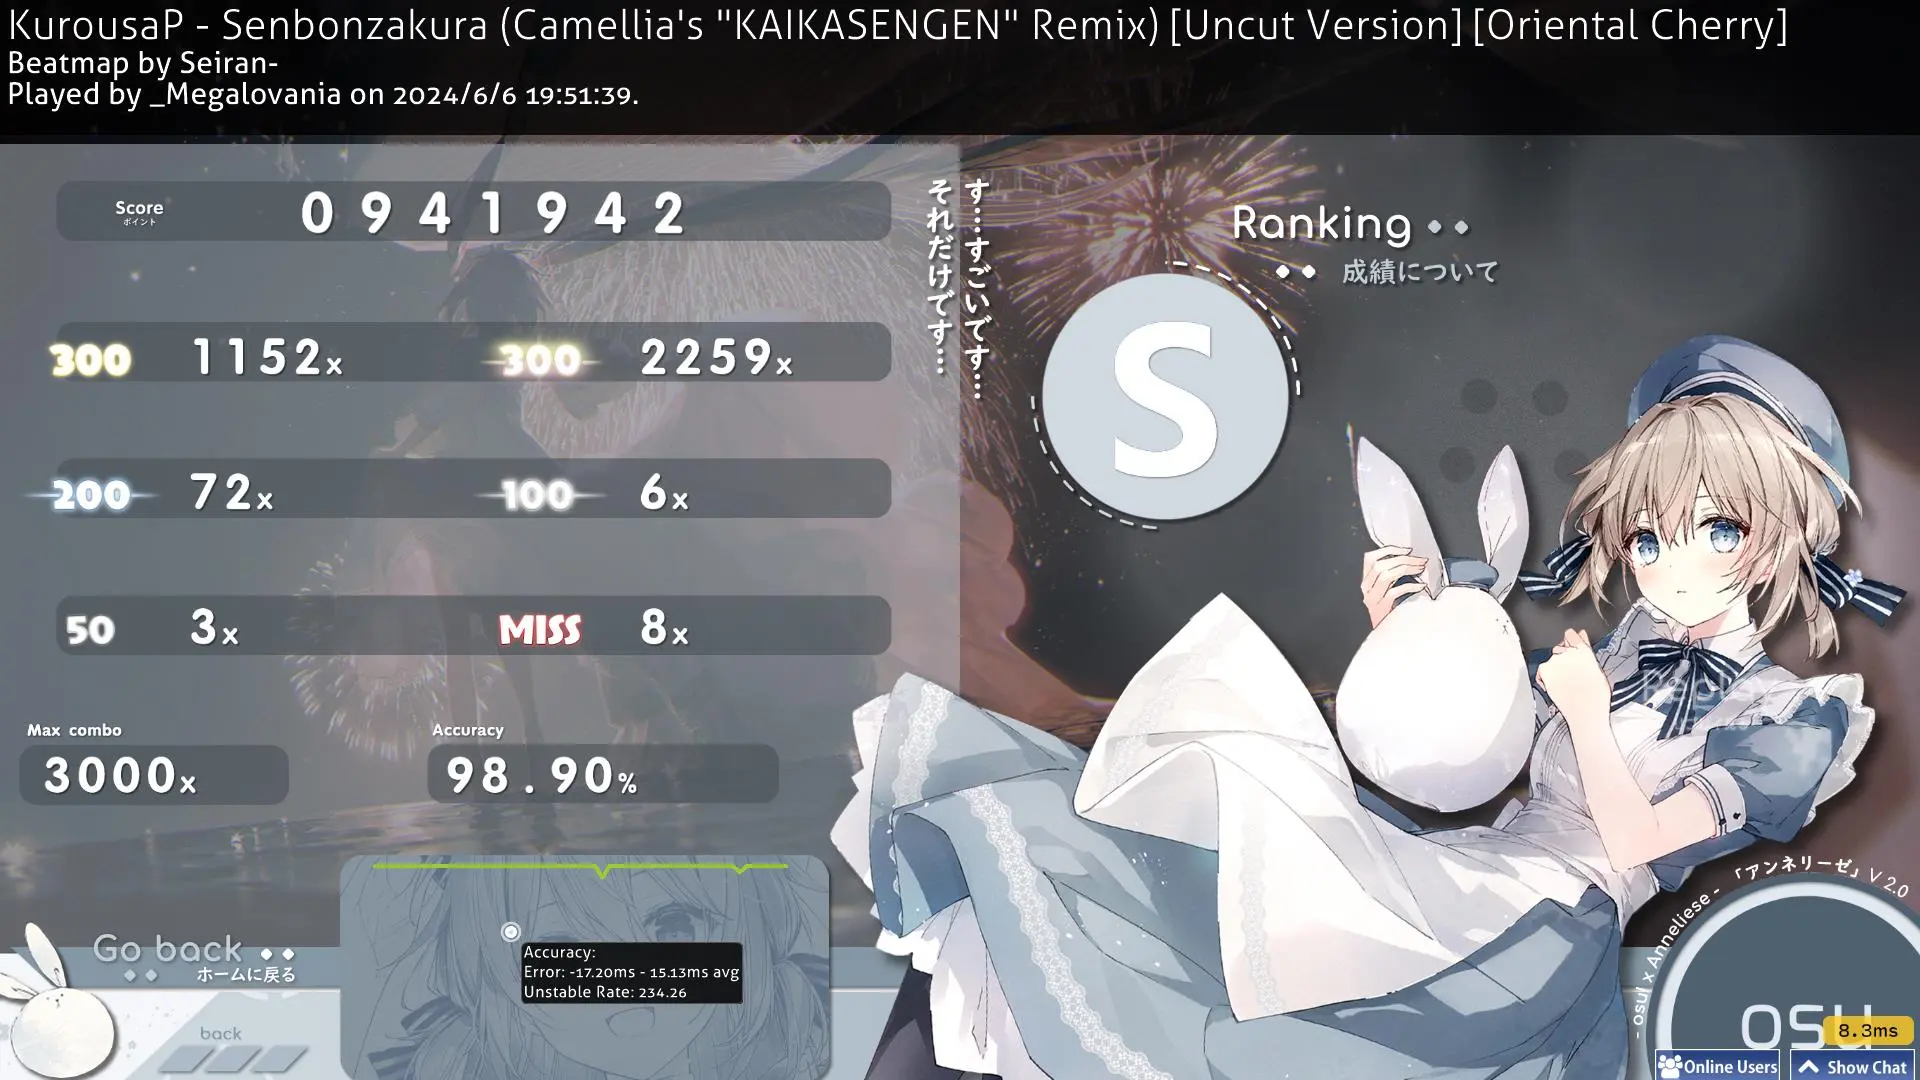 KurousaP - Senbonzakura (Camellia's "KAIKASENGEN" Remix) [Uncut Version] [Oriental Cherry]
Beatmap by Seiran-
Played by _Megalovania on 2024/6/6 19:51:39.
Score
ポイント
0941942
す…すごいです…
それだけです…
Ranking
成績について
S
300 1152x 300 2259x
200 72x 100 6x
50 3x MISS 8x
Max combo
3000x
Accuracy
98.90%
Replay
Go back
ホームに戻る
back
Accuracy:
Error: -17.20ms - 15.13ms avg
Unstable Rate: 234.26
- osu! x Anneliese - 「アンネリーゼ」 V 2.0
osu
8.3ms
Online Users
Show Chat